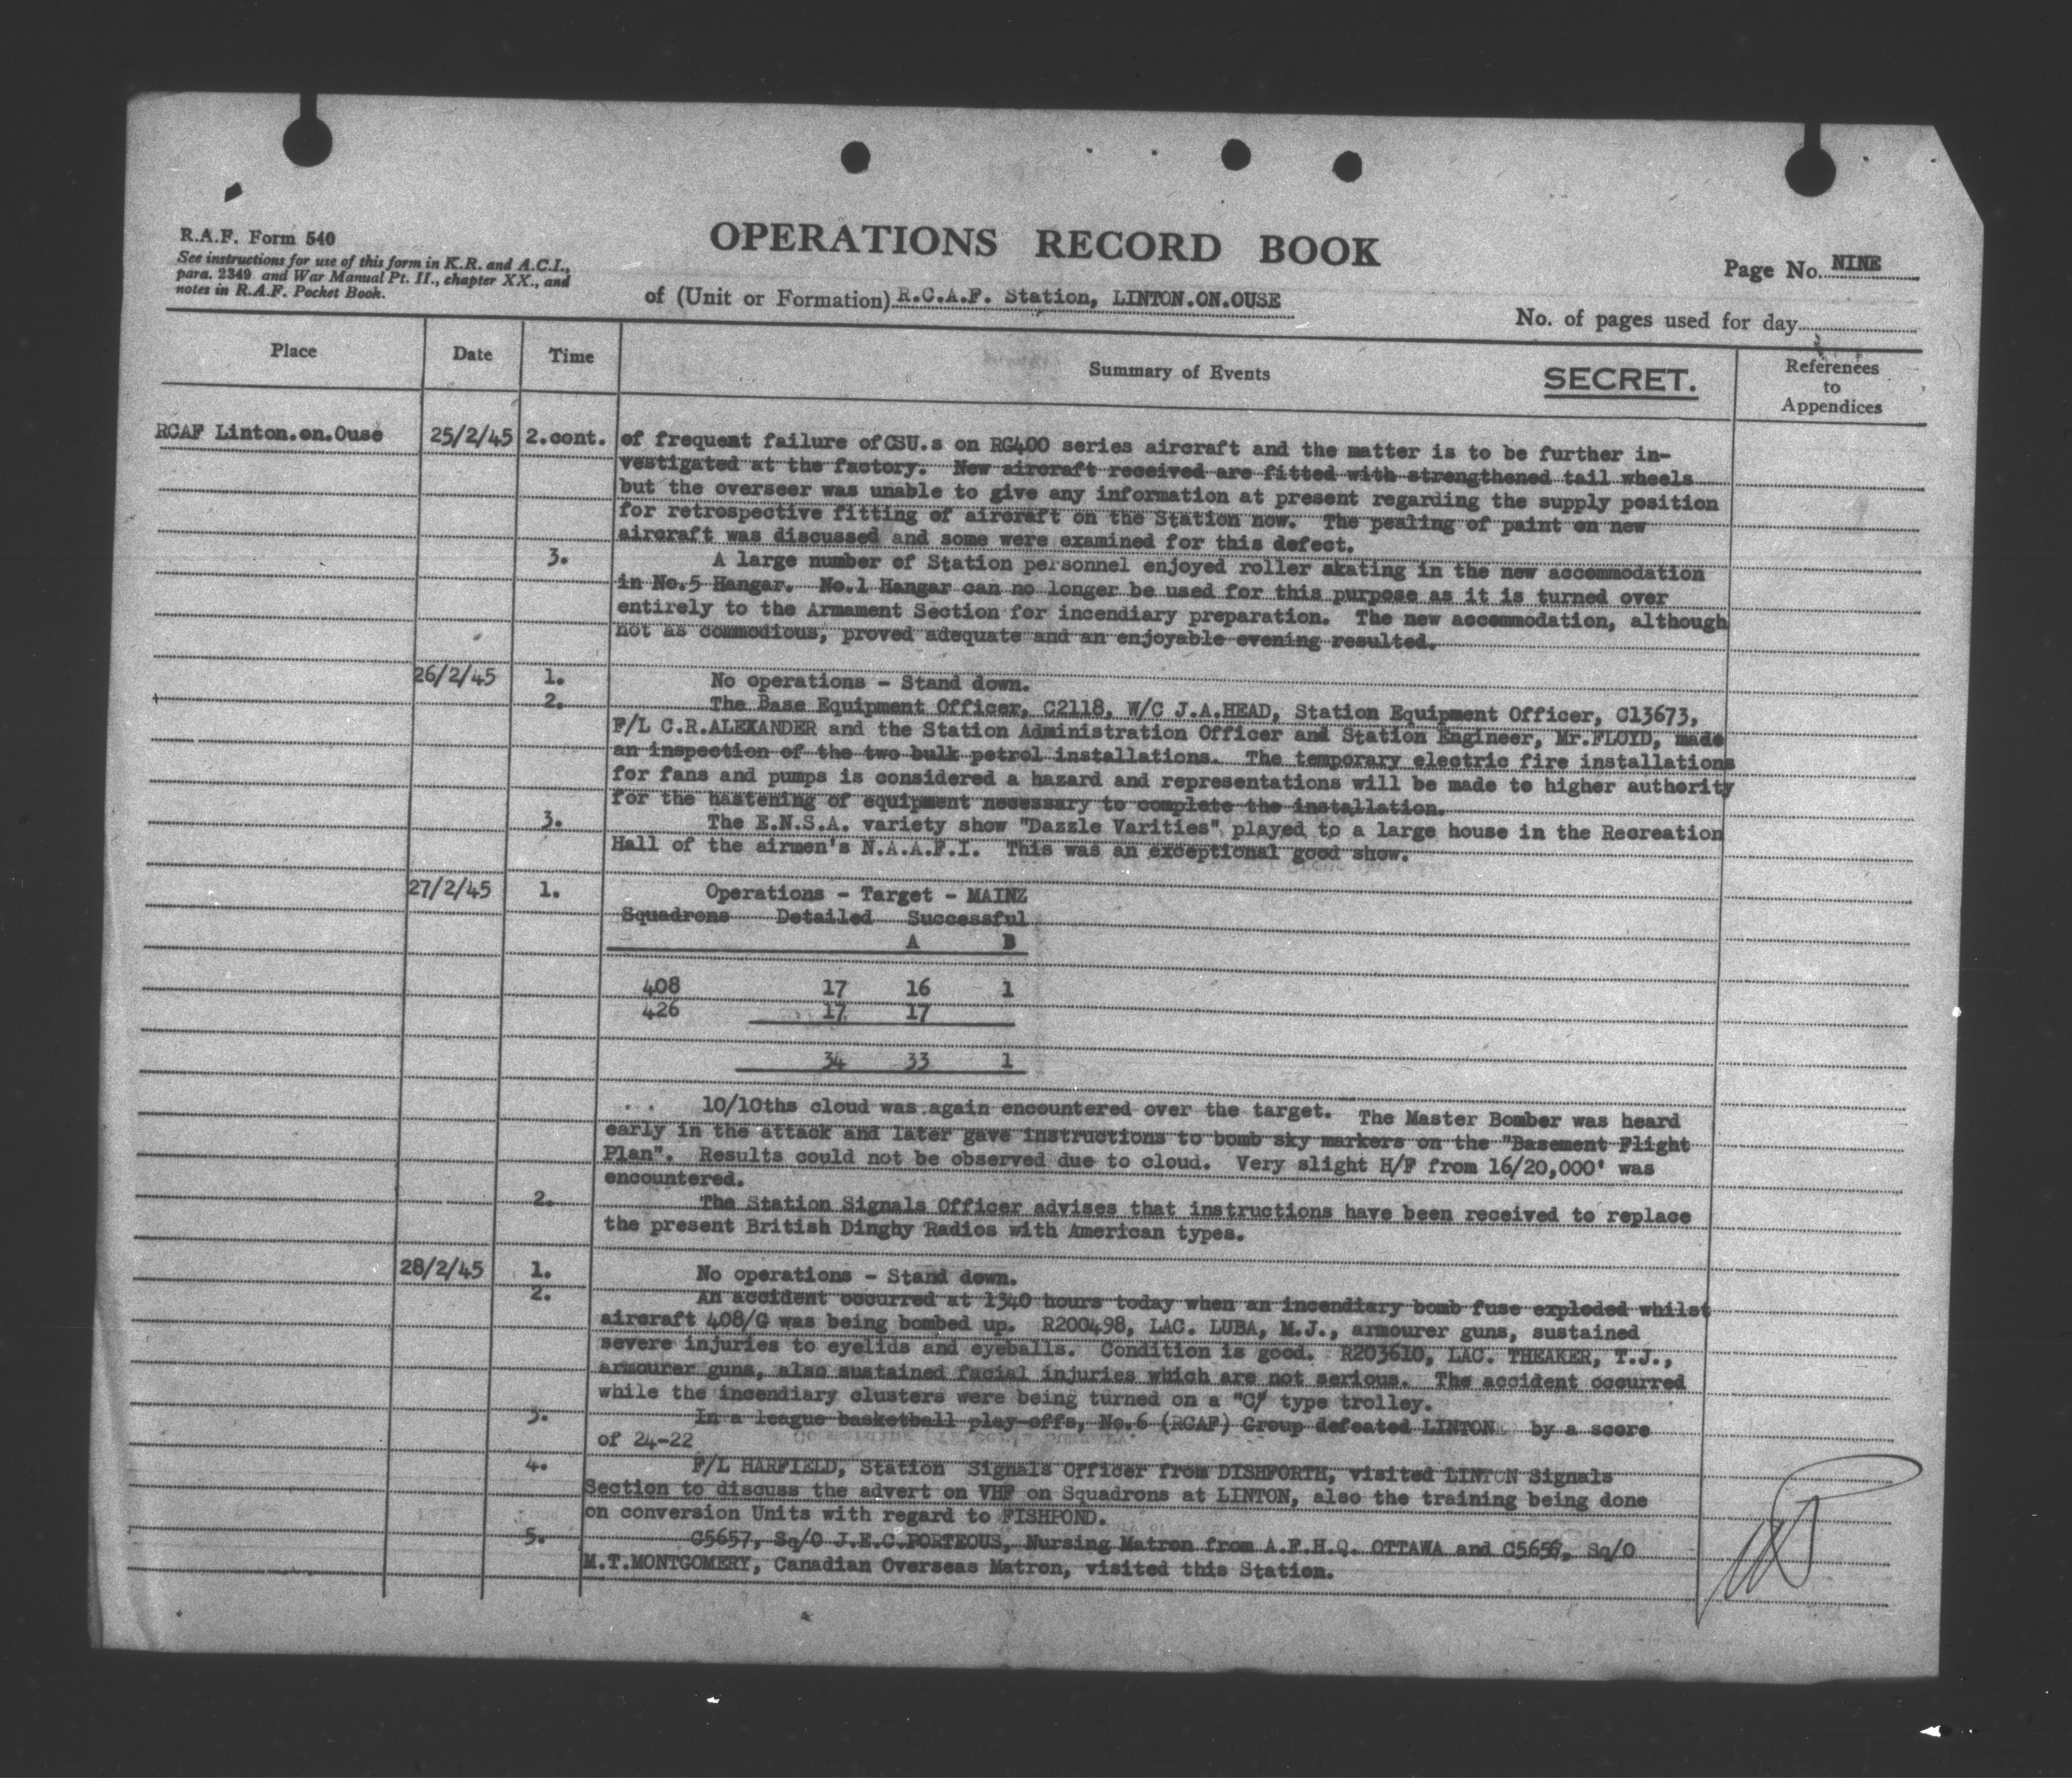 R.A.F. Form 540
See instructions for use of this form in K.R. and A.C.I.,
para. 2349 and War Manual Pt. II., chapter XX., and
notes in R.A.F. Pocket Book.
OPERATIONS RECORD BOOK
of (Unit or Formation) R.C.A.F. Station, LINTON.ON.OUSE
Page No. NINE
No. of pages used for day
Place Date Time Summary of Events SECRET. References to Appendices
RCAF Linton.on.Ouse 25/2/45 2.cont. of frequent failure of CSU.s on RG400 series aircraft and the matter is to be further in-
vestigated at the factory. New aircraft received are fitted with strengthened tail wheels
but the overseer was unable to give any information at present regarding the supply position
for retrospective fitting of aircraft on the Station now. The pealing of paint on new
aircraft was discussed and some were examined for this defect.
3. A large number of Station personnel enjoyed roller skating in the new accommodation
in No.5 Hangar. No.1 Hangar can no longer be used for this purpose as it is turned over
entirely to the Armament Section for incendiary preparation. The new accommodation, although
not as commodious, proved adequate and an enjoyable evening resulted.
26/2/45 1. No operations - Stand down.
2. The Base Equipment Officer, C2118, W/C J.A.HEAD, Station Equipment Officer, C13673,
F/L C.R.ALEXANDER and the Station Administration Officer and Station Engineer, Mr.FLOYD, made
an inspection of the two bulk petrol installations. The temporary electric fire installations
for fans and pumps is considered a hazard and representations will be made to higher authority
for the hastening of equipment necessary to complete the installation.
3. The E.N.S.A. variety show "Dazzle Varities" played to a large house in the Recreation
Hall of the airmen's N.A.A.F.I. This was an exceptional good show.
27/2/45 1. Operations - Target - MAINZ
Squadrons Detailed Successful
A B
408 17 16 1
426 17 17
34 33 1
10/10ths cloud was again encountered over the target. The Master Bomber was heard
early in the attack and later gave instructions to bomb sky markers on the "Basement Flight
Plan". Results could not be observed due to cloud. Very slight H/F from 16/20,000' was
encountered.
2. The Station Signals Officer advises that instructions have been received to replace
the present British Dinghy Radios with American types.
28/2/45 1. No operations - Stand down.
2. An accident occurred at 1340 hours today when an incendiary bomb fuse exploded whilst
aircraft 408/G was being bombed up. R200498, LAC. LUBA, M.J., armourer guns, sustained
severe injuries to eyelids and eyeballs. Condition is good. R203610, LAC. THEAKER, T.J.,
armourer guns, also sustained facial injuries which are not serious. The accident occurred
while the incendiary clusters were being turned on a "C" type trolley.
3. In a league basketball play-offs, No.6 (RCAF) Group defeated LINTON by a score
of 24-22
4. F/L HARFIELD, Station Signals Officer from DISHFORTH, visited LINTON Signals
Section to discuss the advert on VHF on Squadrons at LINTON, also the training being done
on conversion Units with regard to FISHPOND.
5. C5657, Sq/O J.E.C.PORTEOUS, Nursing Matron from A.F.H.Q. OTTAWA and C5656, Sq/O
M.T.MONTGOMERY, Canadian Overseas Matron, visited this Station.